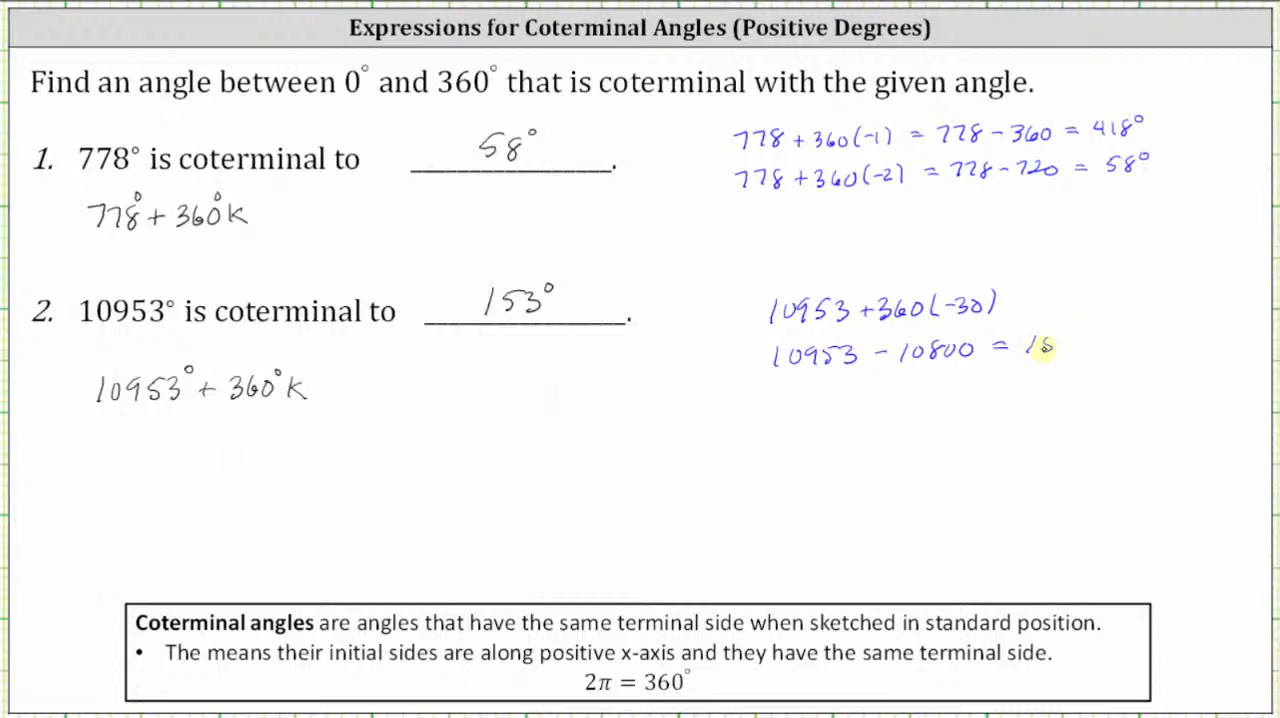 Expressions for Coterminal Angles (Positive Degrees)
Find an angle between 0° and 360° that is coterminal with the given angle.
1. 778° is coterminal to 58°.
778 + 360(-1) = 778 - 360 = 418°
778 + 360(-2) = 778 - 720 = 58°
778° + 360°K
2. 10953° is coterminal to 153°.
10953 + 360(-30)
10953 - 10800 = 15
10953° + 360°K
Coterminal angles are angles that have the same terminal side when sketched in standard position.
• The means their initial sides are along positive x-axis and they have the same terminal side.
2π = 360°